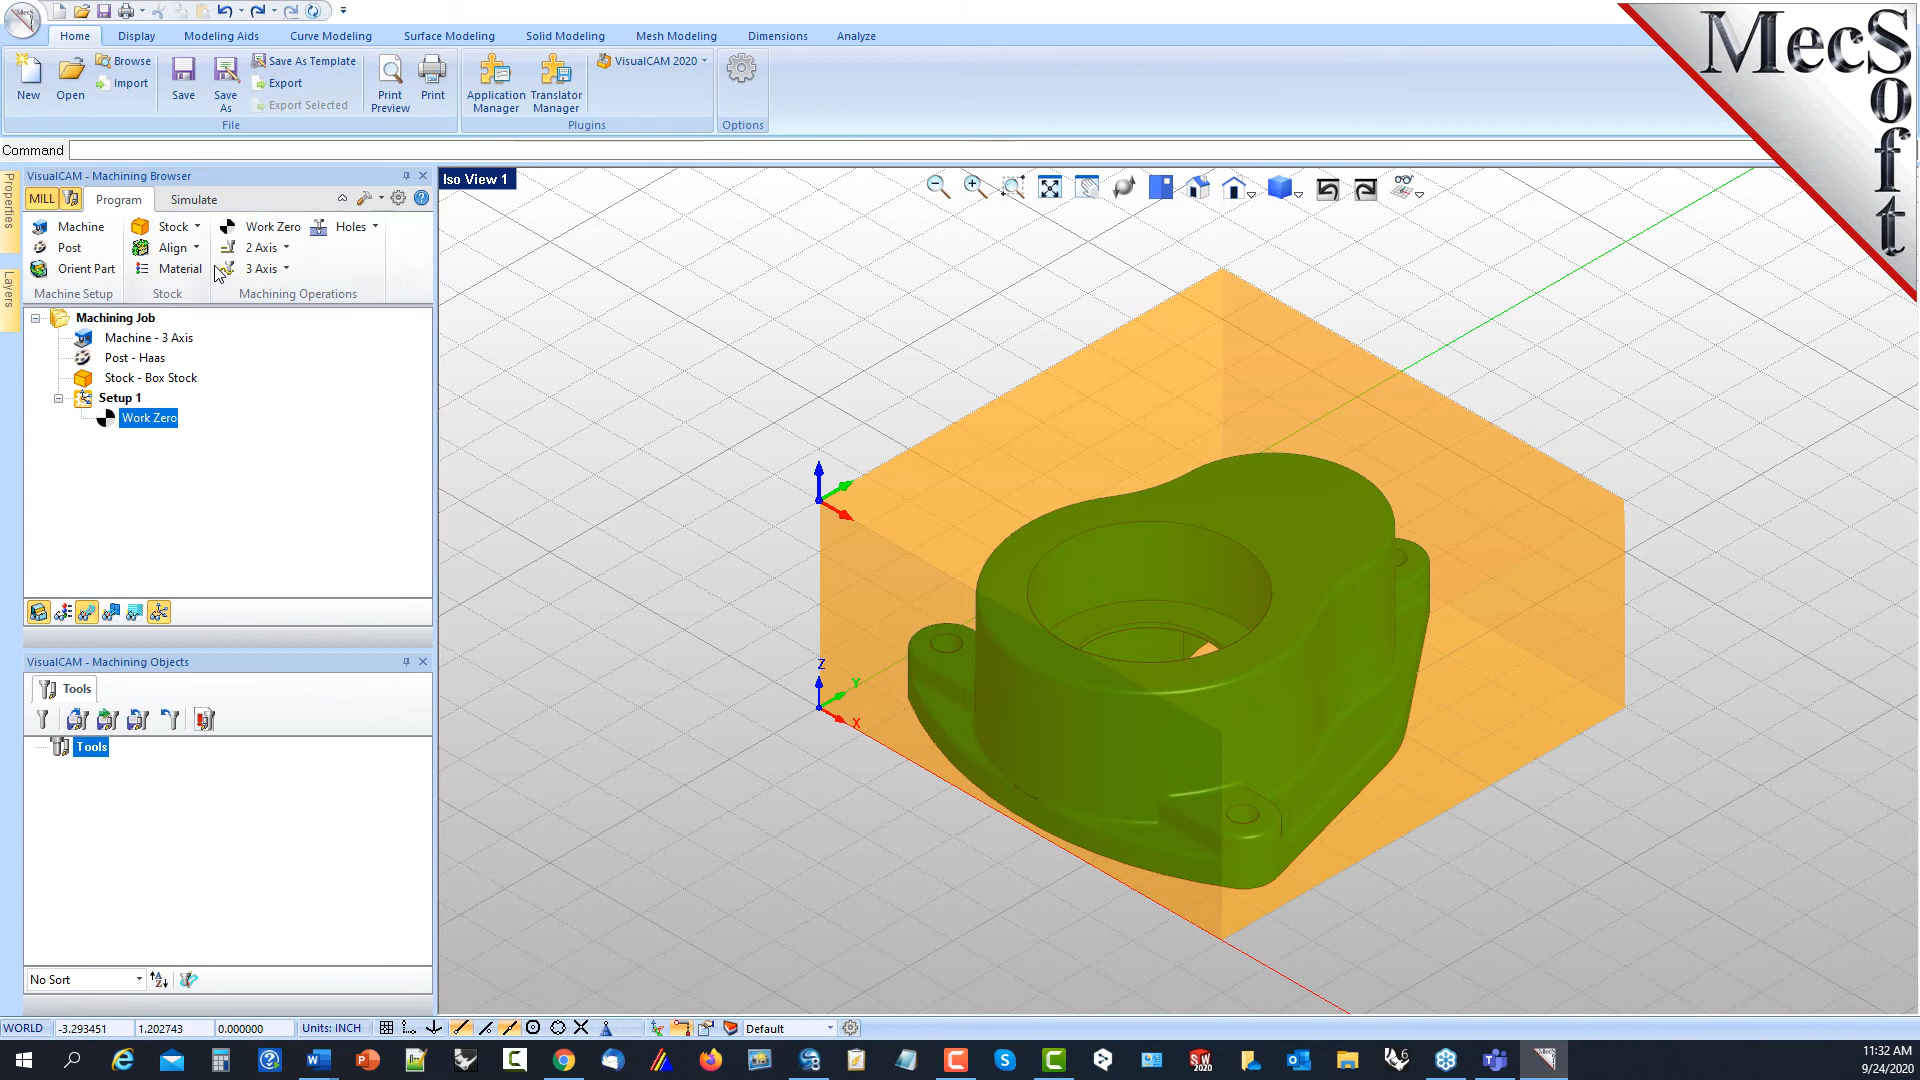 Home Display Modeling Aids Curve Modeling Surface Modeling Solid Modeling Mesh Modeling Dimensions Analyze
MecSoft
New Open Browse Import Save Save As Save As Template Export Export Selected Print Preview Print Application Manager Translator Manager VisualCAM 2020
File Plugins Options
Command
Properties
Layers
VisualCAM - Machining Browser
MILL Program Simulate
Machine Stock Work Zero Holes
Post Align 2 Axis
Orient Part Material 3 Axis
Machine Setup Stock Machining Operations
Machining Job
Machine - 3 Axis
Post - Haas
Stock - Box Stock
Setup 1
Work Zero
Iso View 1
Z
Y
X
VisualCAM - Machining Objects
Tools
Tools
No Sort
WORLD -3.293451 1.202743 0.000000 Units: INCH Default
11:32 AM
9/24/2020